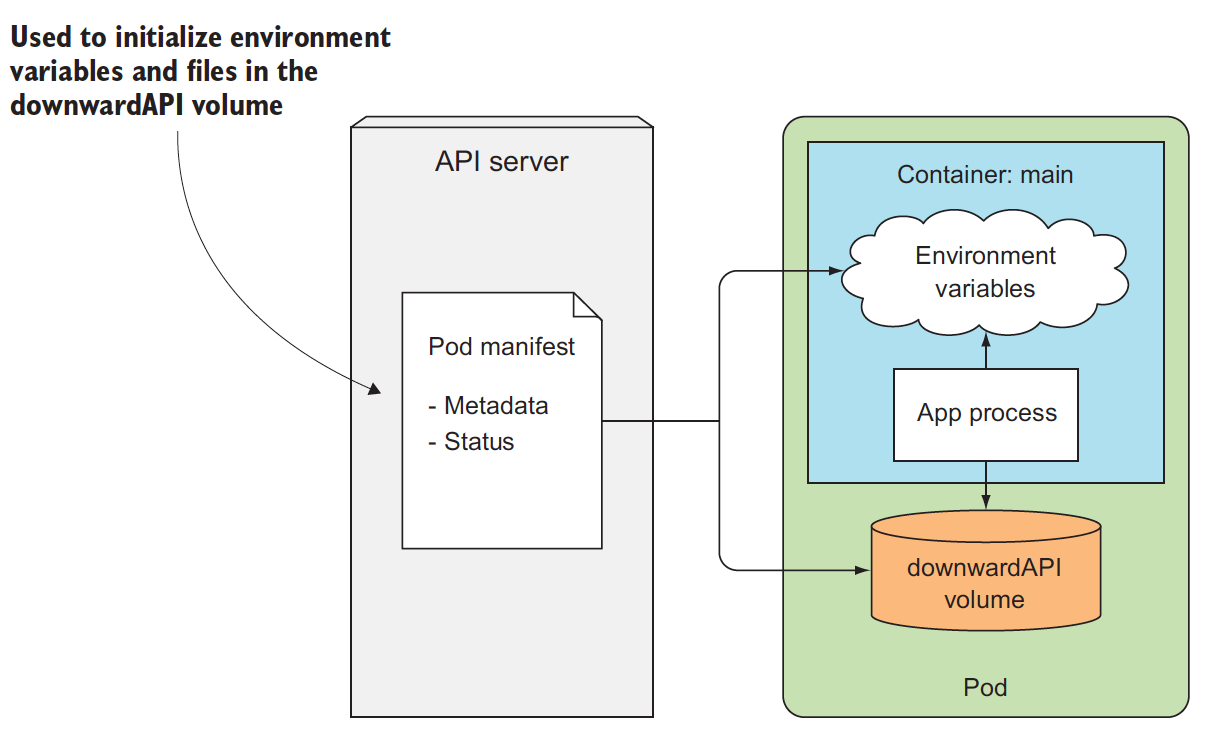 Used to initialize environment
variables and files in the
downwardAPI volume
API server
Pod manifest
- Metadata
- Status
Container: main
Environment
variables
App process
downwardAPI
volume
Pod